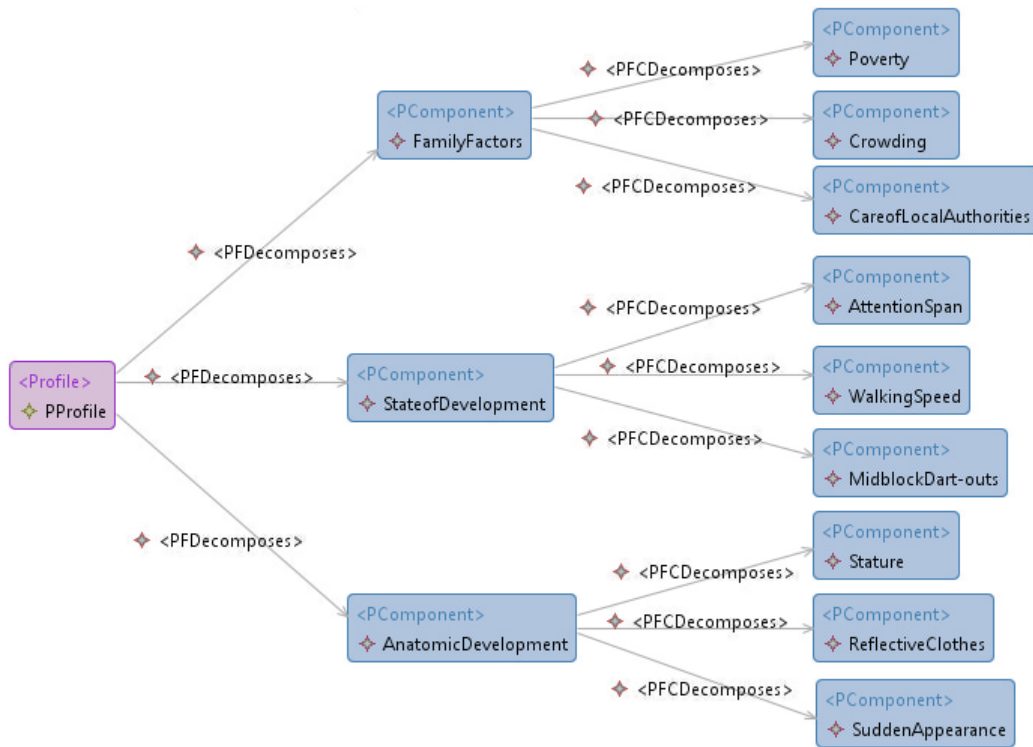 <PComponent>
Poverty
<PFCDecomposes>
<PComponent>
FamilyFactors
<PFCDecomposes>
<PComponent>
Crowding
<PFCDecomposes>
<PComponent>
CareofLocalAuthorities
<PFDecomposes>
<PComponent>
AttentionSpan
<PFCDecomposes>
<Profile>
PProfile
<PFDecomposes>
<PComponent>
StateofDevelopment
<PFCDecomposes>
<PComponent>
WalkingSpeed
<PFCDecomposes>
<PComponent>
MidblockDart-outs
<PFDecomposes>
<PComponent>
Stature
<PFCDecomposes>
<PComponent>
AnatomicDevelopment
<PFCDecomposes>
<PComponent>
ReflectiveClothes
<PFCDecomposes>
<PComponent>
SuddenAppearance